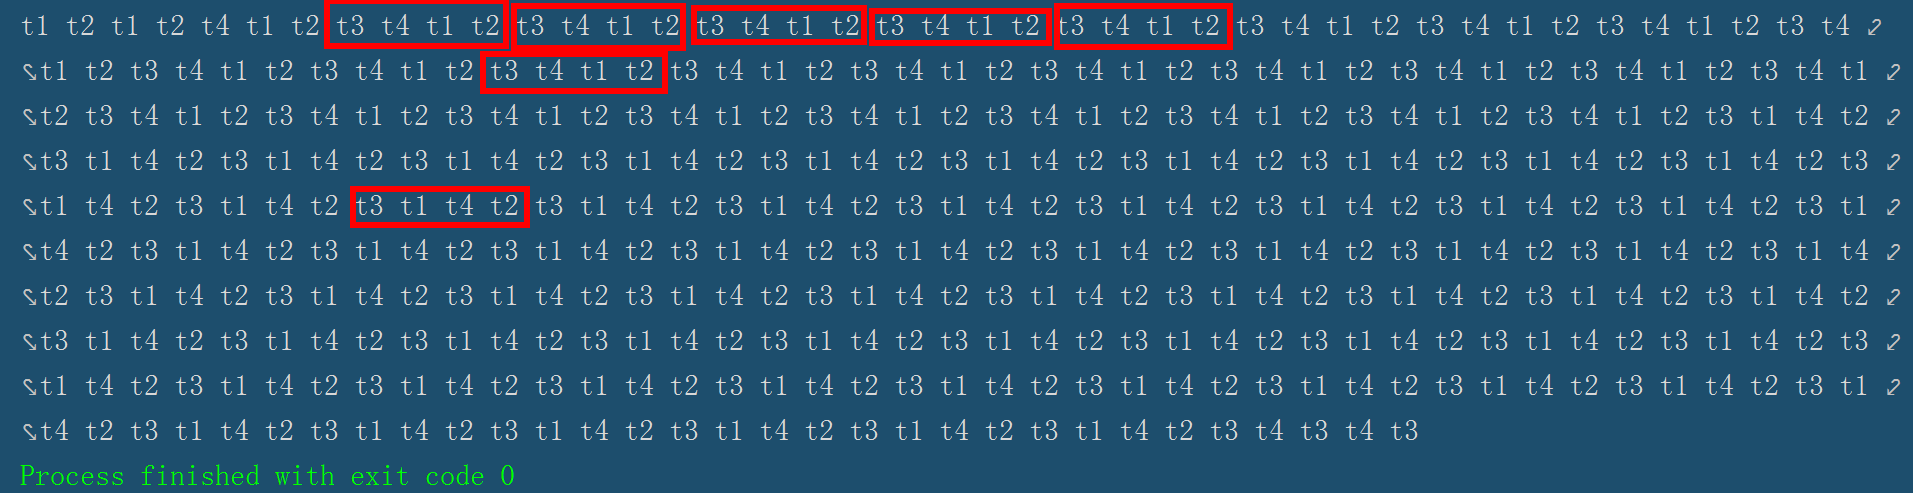 t1 t2 t1 t2 t4 t1 t2 t3 t4 t1 t2 t3 t4 t1 t2 t3 t4 t1 t2 t3 t4 t1 t2 t3 t4 t1 t2 t3 t4 t1 t2 t3 t4 t1 t2 t3 t4 t1 t2 t3 t4
t1 t2 t3 t4 t1 t2 t3 t4 t1 t2 t3 t4 t1 t2 t3 t4 t1 t2 t3 t4 t1 t2 t3 t4 t1 t2 t3 t4 t1 t2 t3 t4 t1 t2 t3 t4 t1 t2 t3 t4 t1
t2 t3 t4 t1 t2 t3 t4 t1 t2 t3 t4 t1 t2 t3 t4 t1 t2 t3 t4 t1 t2 t3 t4 t1 t2 t3 t4 t1 t2 t3 t4 t1 t2 t3 t4 t1 t2 t3 t1 t4 t2
t3 t1 t4 t2 t3 t1 t4 t2 t3 t1 t4 t2 t3 t1 t4 t2 t3 t1 t4 t2 t3 t1 t4 t2 t3 t1 t4 t2 t3 t1 t4 t2 t3 t1 t4 t2 t3 t1 t4 t2 t3
t1 t4 t2 t3 t1 t4 t2 t3 t1 t4 t2 t3 t1 t4 t2 t3 t1 t4 t2 t3 t1 t4 t2 t3 t1 t4 t2 t3 t1 t4 t2 t3 t1 t4 t2 t3 t1 t4 t2 t3 t1
t4 t2 t3 t1 t4 t2 t3 t1 t4 t2 t3 t1 t4 t2 t3 t1 t4 t2 t3 t1 t4 t2 t3 t1 t4 t2 t3 t1 t4 t2 t3 t1 t4 t2 t3 t1 t4 t2 t3 t1 t4
t2 t3 t1 t4 t2 t3 t1 t4 t2 t3 t1 t4 t2 t3 t1 t4 t2 t3 t1 t4 t2 t3 t1 t4 t2 t3 t1 t4 t2 t3 t1 t4 t2 t3 t1 t4 t2 t3 t1 t4 t2
t3 t1 t4 t2 t3 t1 t4 t2 t3 t1 t4 t2 t3 t1 t4 t2 t3 t1 t4 t2 t3 t1 t4 t2 t3 t1 t4 t2 t3 t1 t4 t2 t3 t1 t4 t2 t3 t1 t4 t2 t3
t1 t4 t2 t3 t1 t4 t2 t3 t1 t4 t2 t3 t1 t4 t2 t3 t1 t4 t2 t3 t1 t4 t2 t3 t1 t4 t2 t3 t1 t4 t2 t3 t1 t4 t2 t3 t1 t4 t2 t3 t1
t4 t2 t3 t1 t4 t2 t3 t1 t4 t2 t3 t1 t4 t2 t3 t1 t4 t2 t3 t1 t4 t2 t3 t1 t4 t2 t3 t4 t3 t4 t3
Process finished with exit code 0